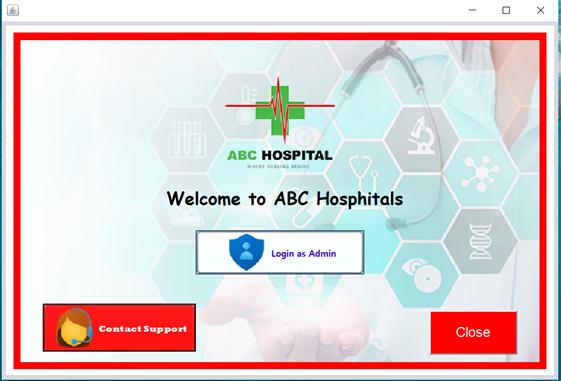 ABC HOSPITAL
WHERE HEALING BEGINS
Welcome to ABC Hosphitals
Login as Admin
Contact Support
Close